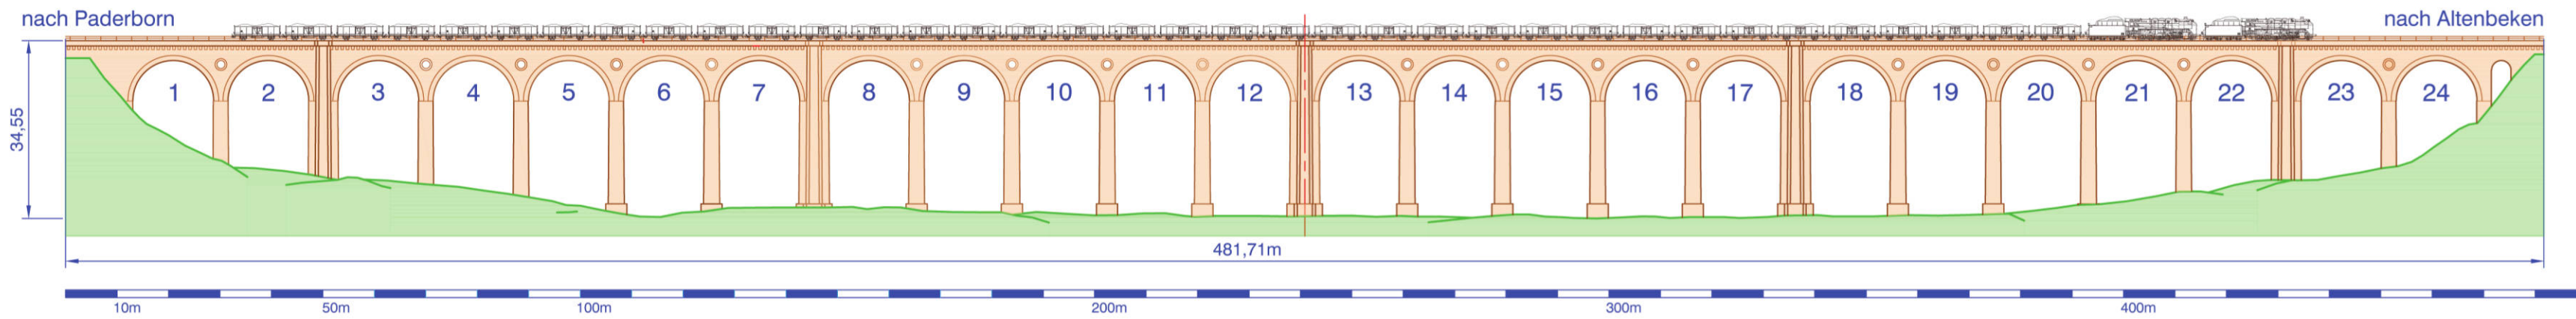 nach Paderborn
nach Altenbeken
1 2 3 4 5 6 7 8 9 10 11 12 13 14 15 16 17 18 19 20 21 22 23 24
34,55
481,71m
10m 50m 100m 200m 300m 400m